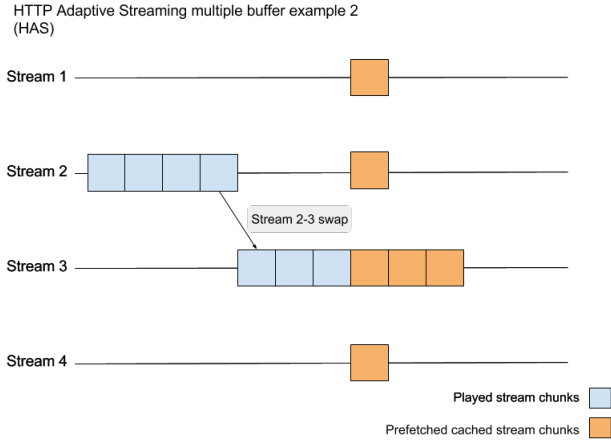 HTTP Adaptive Streaming multiple buffer example 2
(HAS)
Stream 1
Stream 2
Stream 2-3 swap
Stream 3
Stream 4
Played stream chunks
Prefetched cached stream chunks